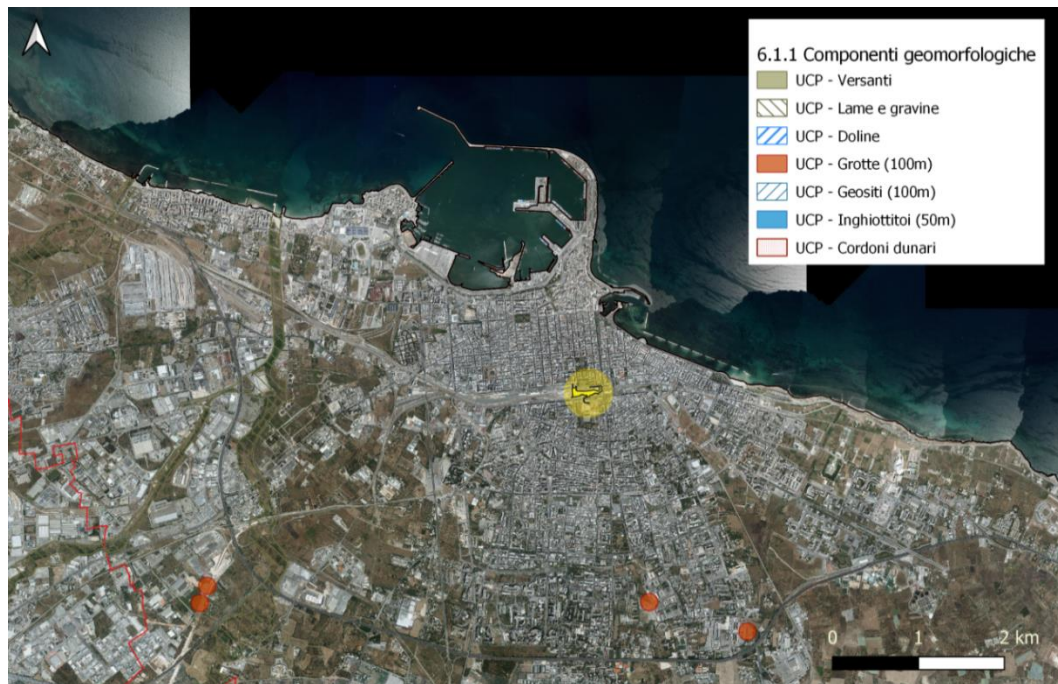 6.1.1 Componenti geomorfologiche
UCP - Versanti
UCP - Lame e gravine
UCP - Doline
UCP - Grotte (100m)
UCP - Geositi (100m)
UCP - Inghiottitoi (50m)
UCP - Cordoni dunari
0 1 2 km